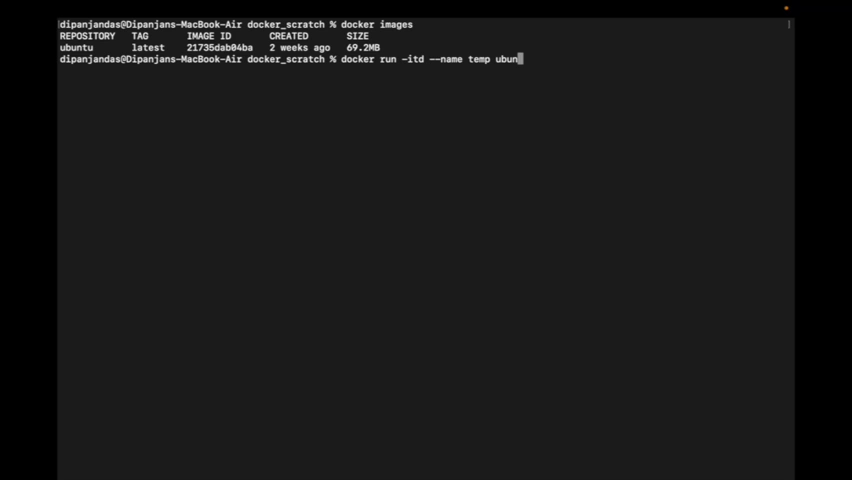 dipanjandas@Dipanjans-MacBook-Air docker_scratch % docker images
REPOSITORY   TAG       IMAGE ID       CREATED       SIZE
ubuntu       latest    21735dab04ba   2 weeks ago   69.2MB
dipanjandas@Dipanjans-MacBook-Air docker_scratch % docker run -itd --name temp ubun